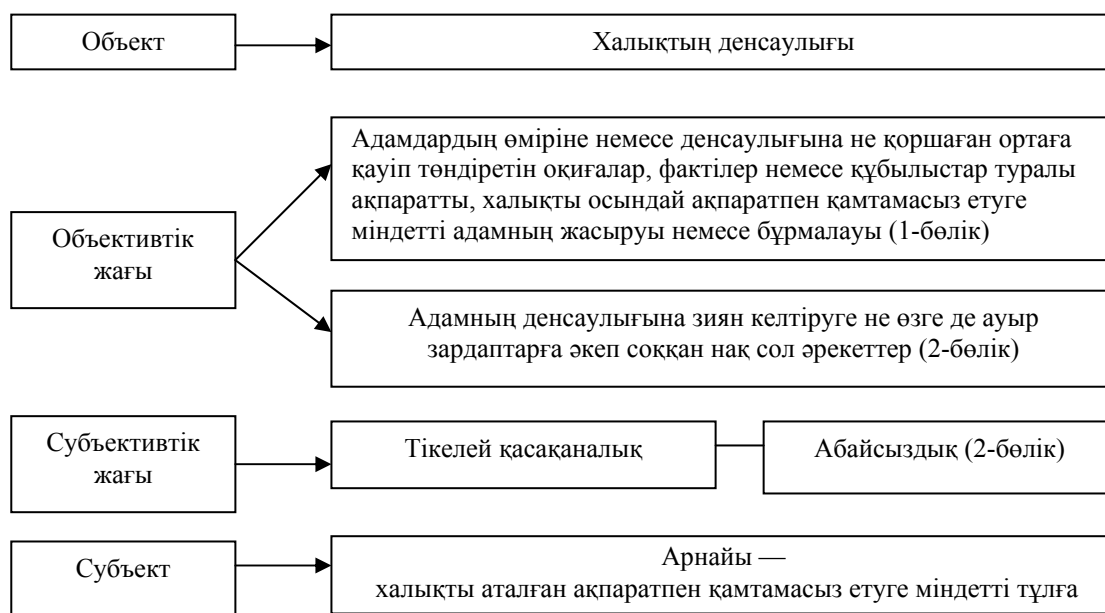 Объект
Халықтың денсаулығы
Адамдардың өміріне немесе денсаулығына не қоршаған ортаға
қауіп төндіретін оқиғалар, фактілер немесе құбылыстар туралы
ақпаратты, халықты осындай ақпаратпен қамтамасыз етуге
міндетті адамның жасыруы немесе бұрмалауы (1-бөлік)
Объективтік
жағы
Адамның денсаулығына зиян келтіруге не өзге де ауыр
зардаптарға әкеп соққан нақ сол әрекеттер (2-бөлік)
Субъективтік
жағы
Тікелей қасақаналық
Абайсыздық (2-бөлік)
Субъект
Арнайы —
халықты аталған ақпаратпен қамтамасыз етуге міндетті тұлға